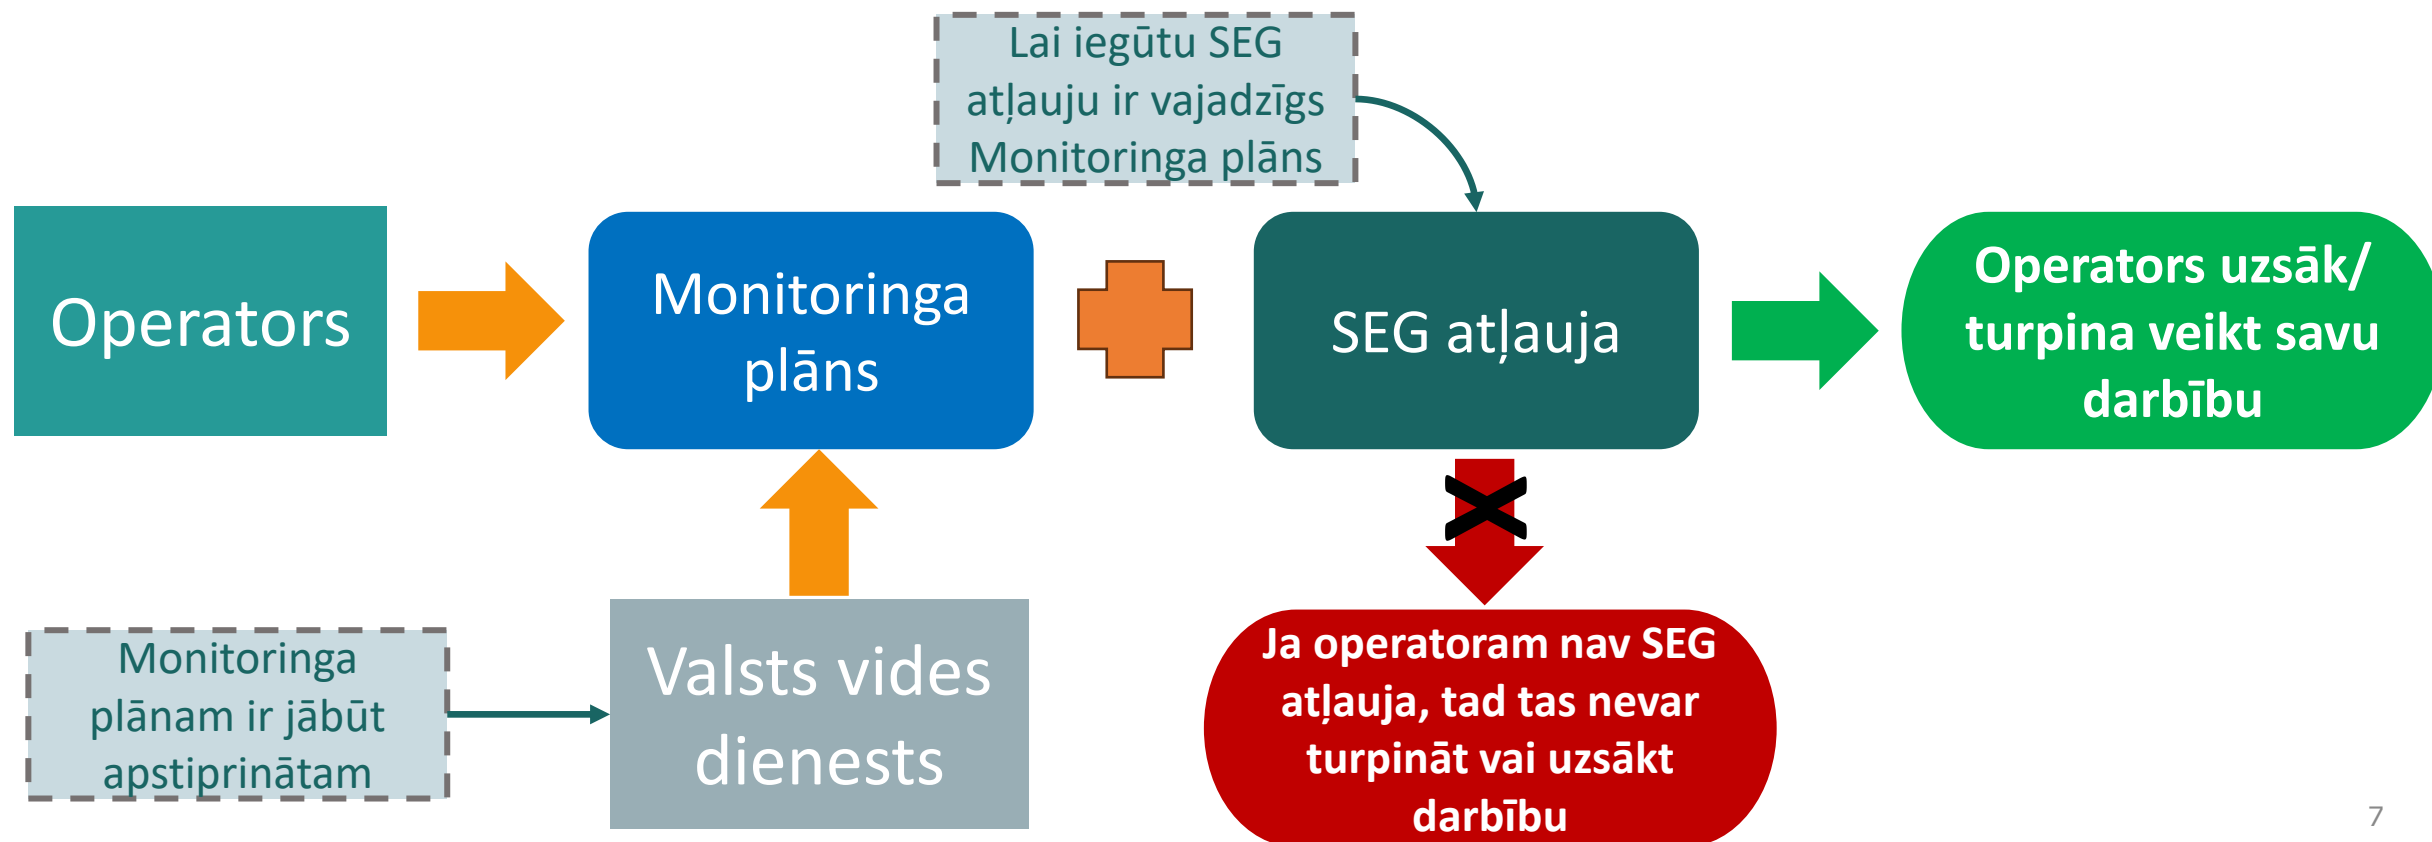 Lai iegūtu SEG
atļauju ir vajadzīgs
Monitoringa plāns
Operators
Monitoringa
plāns
SEG atļauja
Operators uzsāk/
turpina veikt savu
darbību
Monitoringa
plānam ir jābūt
apstiprinātam
Valsts vides
dienests
Ja operatoram nav SEG
atļauja, tad tas nevar
turpināt vai uzsākt
darbību
7